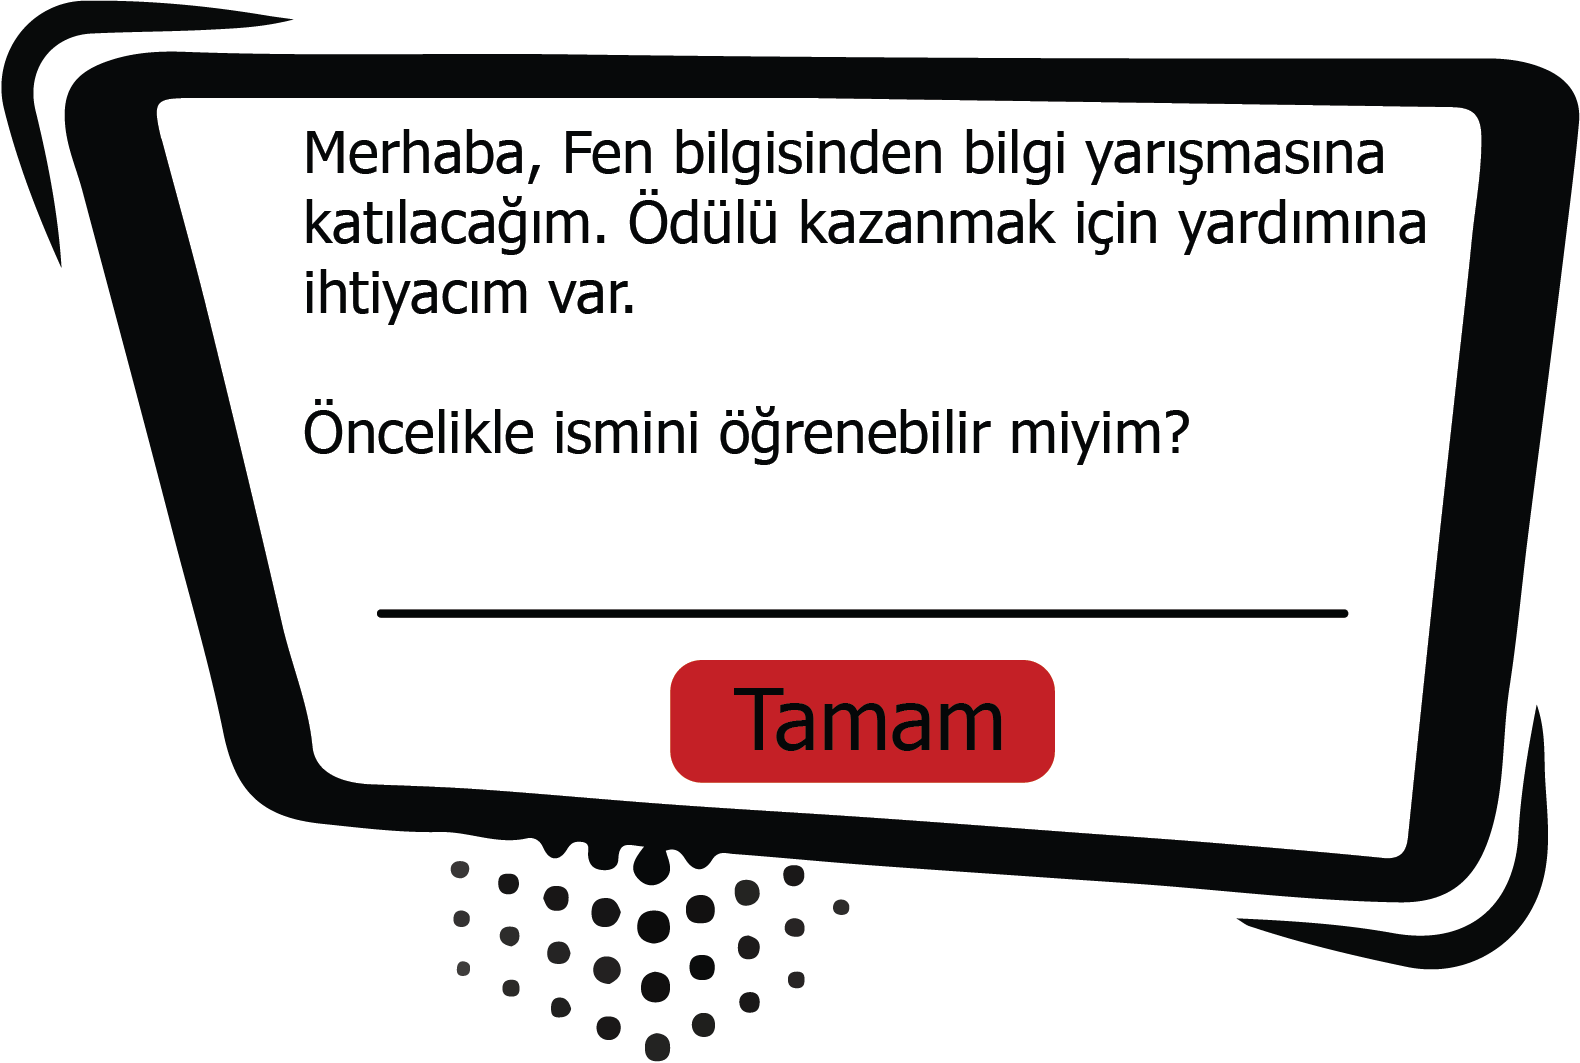 Merhaba, Fen bilgisinden bilgi yarışmasına
katılacağım. Ödülü kazanmak için yardımına
ihtiyacım var.
Öncelikle ismini öğrenebilir miyim?
Tamam